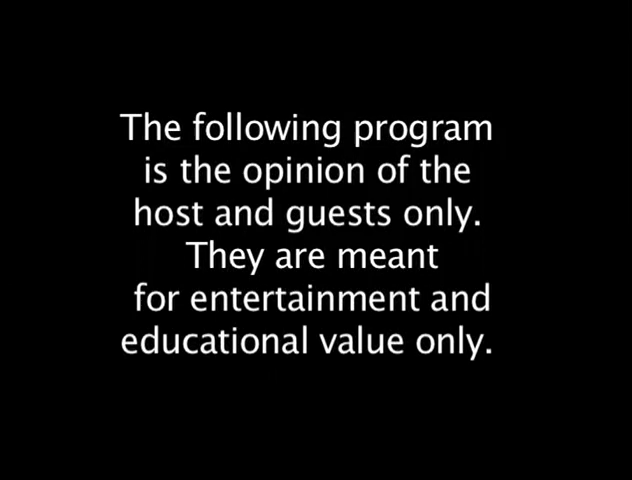 The following program
is the opinion of the
host and guests only.
They are meant
for entertainment and
educational value only.